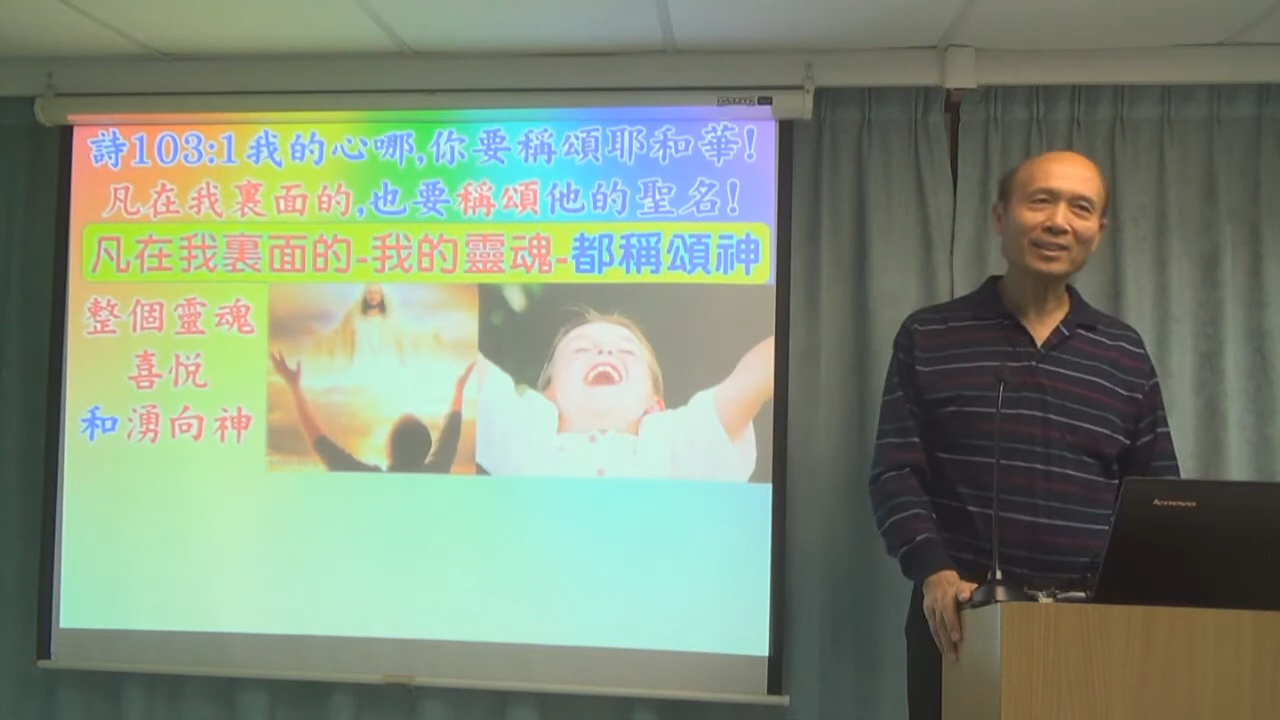 詩103:1我的心哪,你要稱頌耶和華!
凡在我裏面的,也要稱頌他的聖名!
凡在我裏面的-我的靈魂-都稱頌神
整個靈魂
喜悅
和湧向神
lenovo